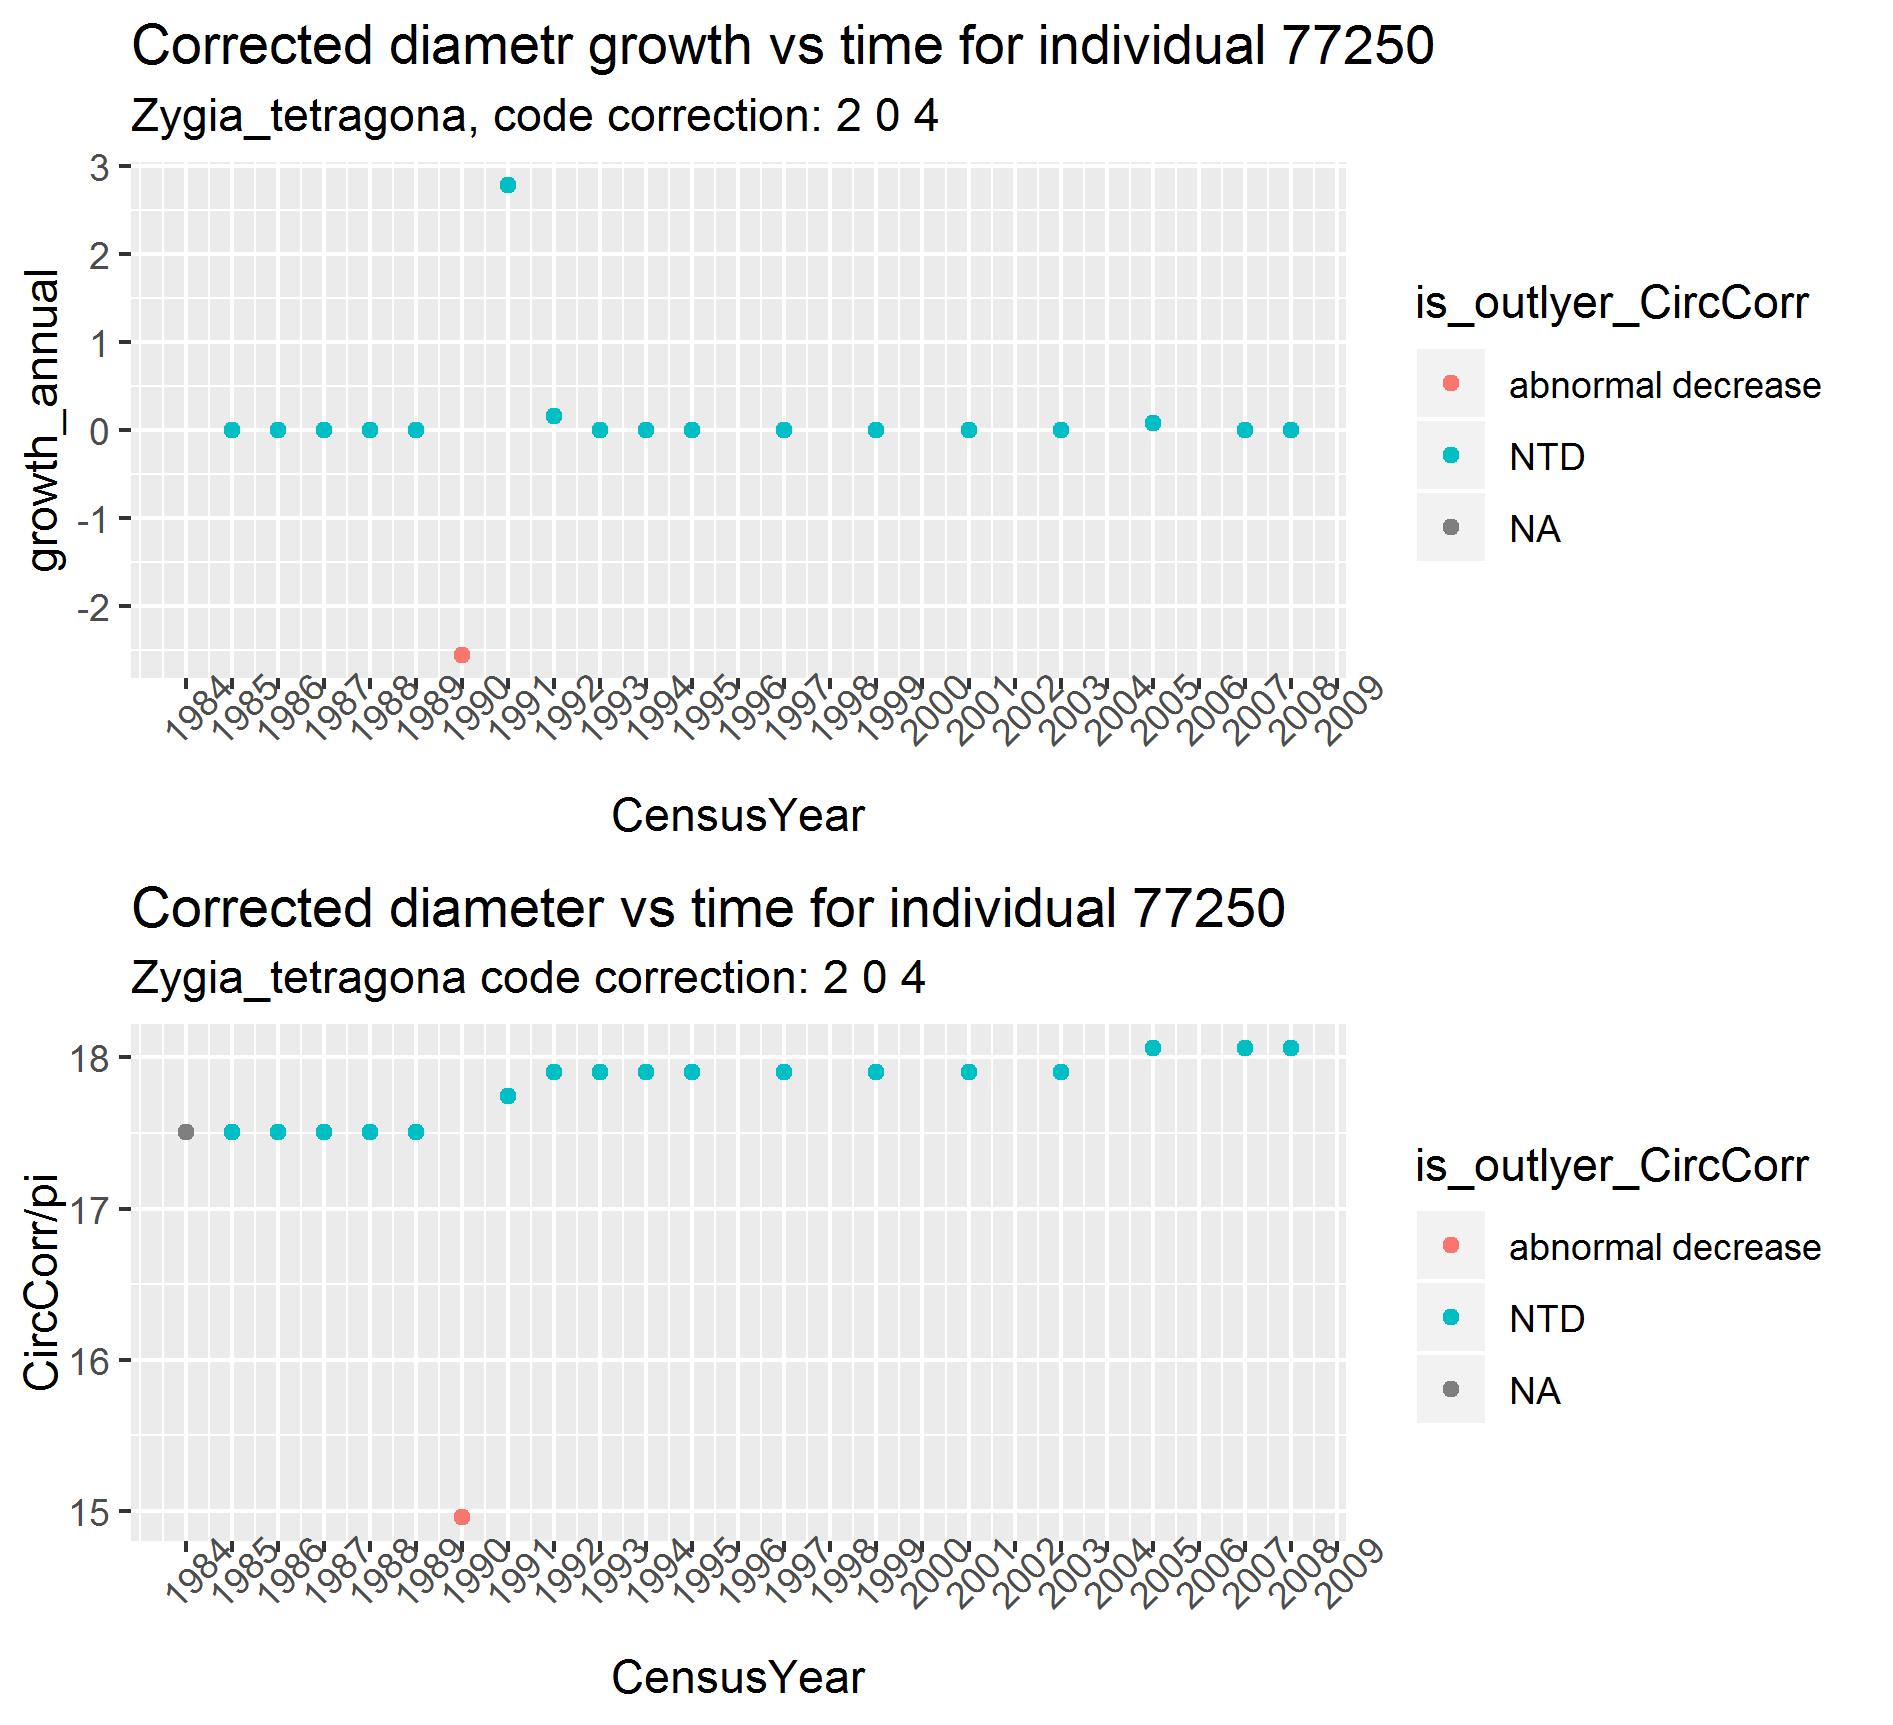 Corrected diametr growth vs time for individual 77250
Zygia_tetragona, code correction: 2 0 4
3
2
1
0
-1
-2
growth_annual
1984 1985 1986 1987 1988 1989 1990 1991 1992 1993 1994 1995 1996 1997 1998 1999 2000 2001 2002 2003 2004 2005 2006 2007 2008 2009
CensusYear
is_outlyer_CircCorr
abnormal decrease
NTD
NA
Corrected diameter vs time for individual 77250
Zygia_tetragona code correction: 2 0 4
18
17
16
15
CircCorr/pi
1984 1985 1986 1987 1988 1989 1990 1991 1992 1993 1994 1995 1996 1997 1998 1999 2000 2001 2002 2003 2004 2005 2006 2007 2008 2009
CensusYear
is_outlyer_CircCorr
abnormal decrease
NTD
NA